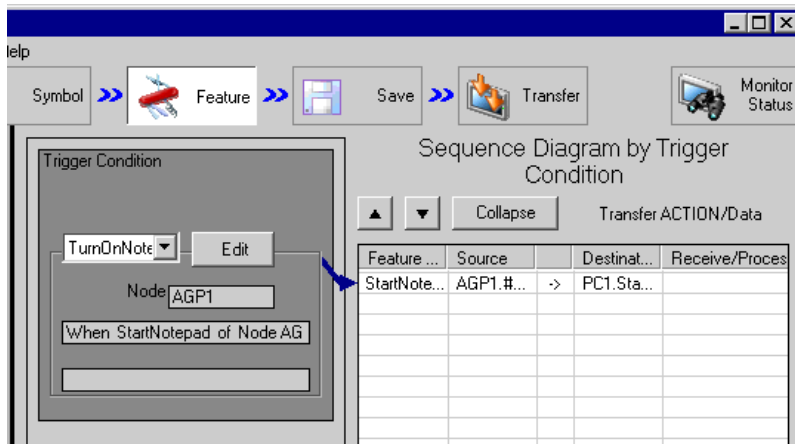 Help
Symbol
Feature
Save
Transfer
Monitor
Status
Trigger Condition
TurnOnNote
Edit
Node
AGP1
When StartNotepad of Node AG
Sequence Diagram by Trigger
Condition
Collapse
Transfer ACTION/Data
Feature ... Source Destinat... Receive/Proces
StartNote... AGP1.#... -> PC1.Sta...